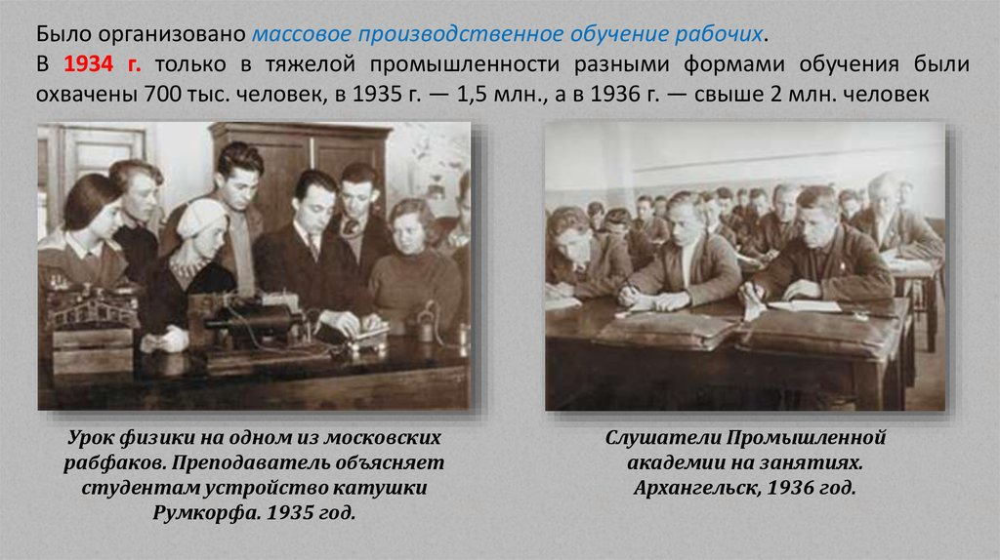 Было организовано массовое производственное обучение рабочих.
В 1934 г. только в тяжелой промышленности разными формами обучения были
охвачены 700 тыс. человек, в 1935 г. — 1,5 млн., а в 1936 г. — свыше 2 млн. человек
Урок физики на одном из московских
рабфаков. Преподаватель объясняет
студентам устройство катушки
Румкорфа. 1935 год.
Слушатели Промышленной
академии на занятиях.
Архангельск, 1936 год.